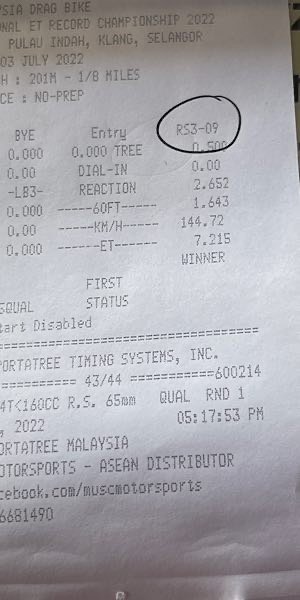 YSIA DRAG BIKE
ONAL ET RECORD CHAMPIONSHIP 2022
PULAU INDAH, KLANG, SELANGOR
03 JULY 2022
H : 201M - 1/8 MILES
CE : NO-PREP
BYE Entry RS3-09
0.000 0.000 TREE 0.500
0.00 DIAL-IN 0.00
-LB3- REACTION 2.652
0.000 ------60FT----- 1.643
0.00 -----KM/H------ 144.72
0.000 ------ET------- 7.215
WINNER
FIRST
SQUAL STATUS
tart Disabled
===================================
PORTATREE TIMING SYSTEMS, INC.
========== 43/44 ===========600214
4T<160CC R.S. 65mm QUAL RND 1
, 2022 05:17:53 PM
ORTATREE MALAYSIA
OTORSPORTS - ASEAN DISTRIBUTOR
cebook.com/muscmotorsports
6681490